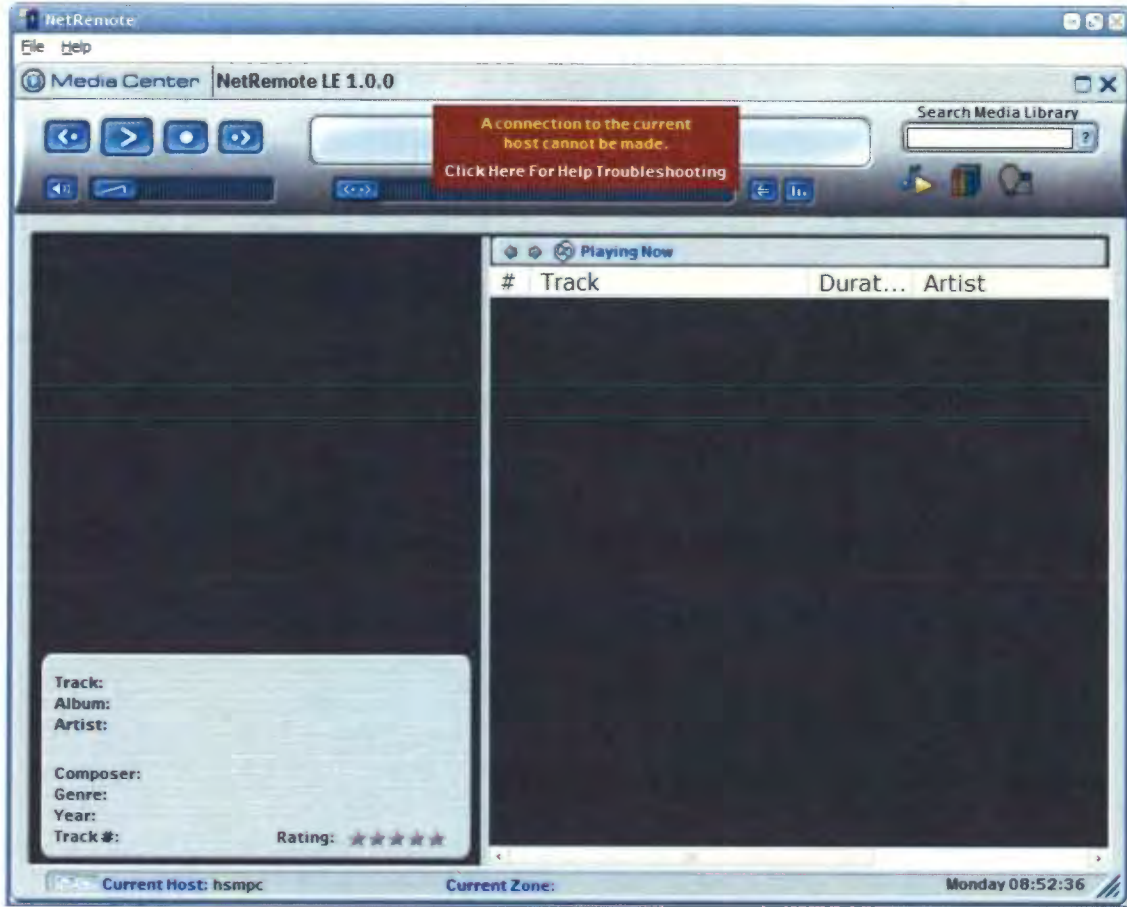 NetRemote
File Help
Media Center NetRemote LE 1.0.0
A connection to the current
host cannot be made.
Click Here For Help Troubleshooting
Search Media Library
?
Playing Now
# Track Durat... Artist
Track:
Album:
Artist:
Composer:
Genre:
Year:
Track #: Rating:
Current Host: hsmpc Current Zone: Monday 08:52:36